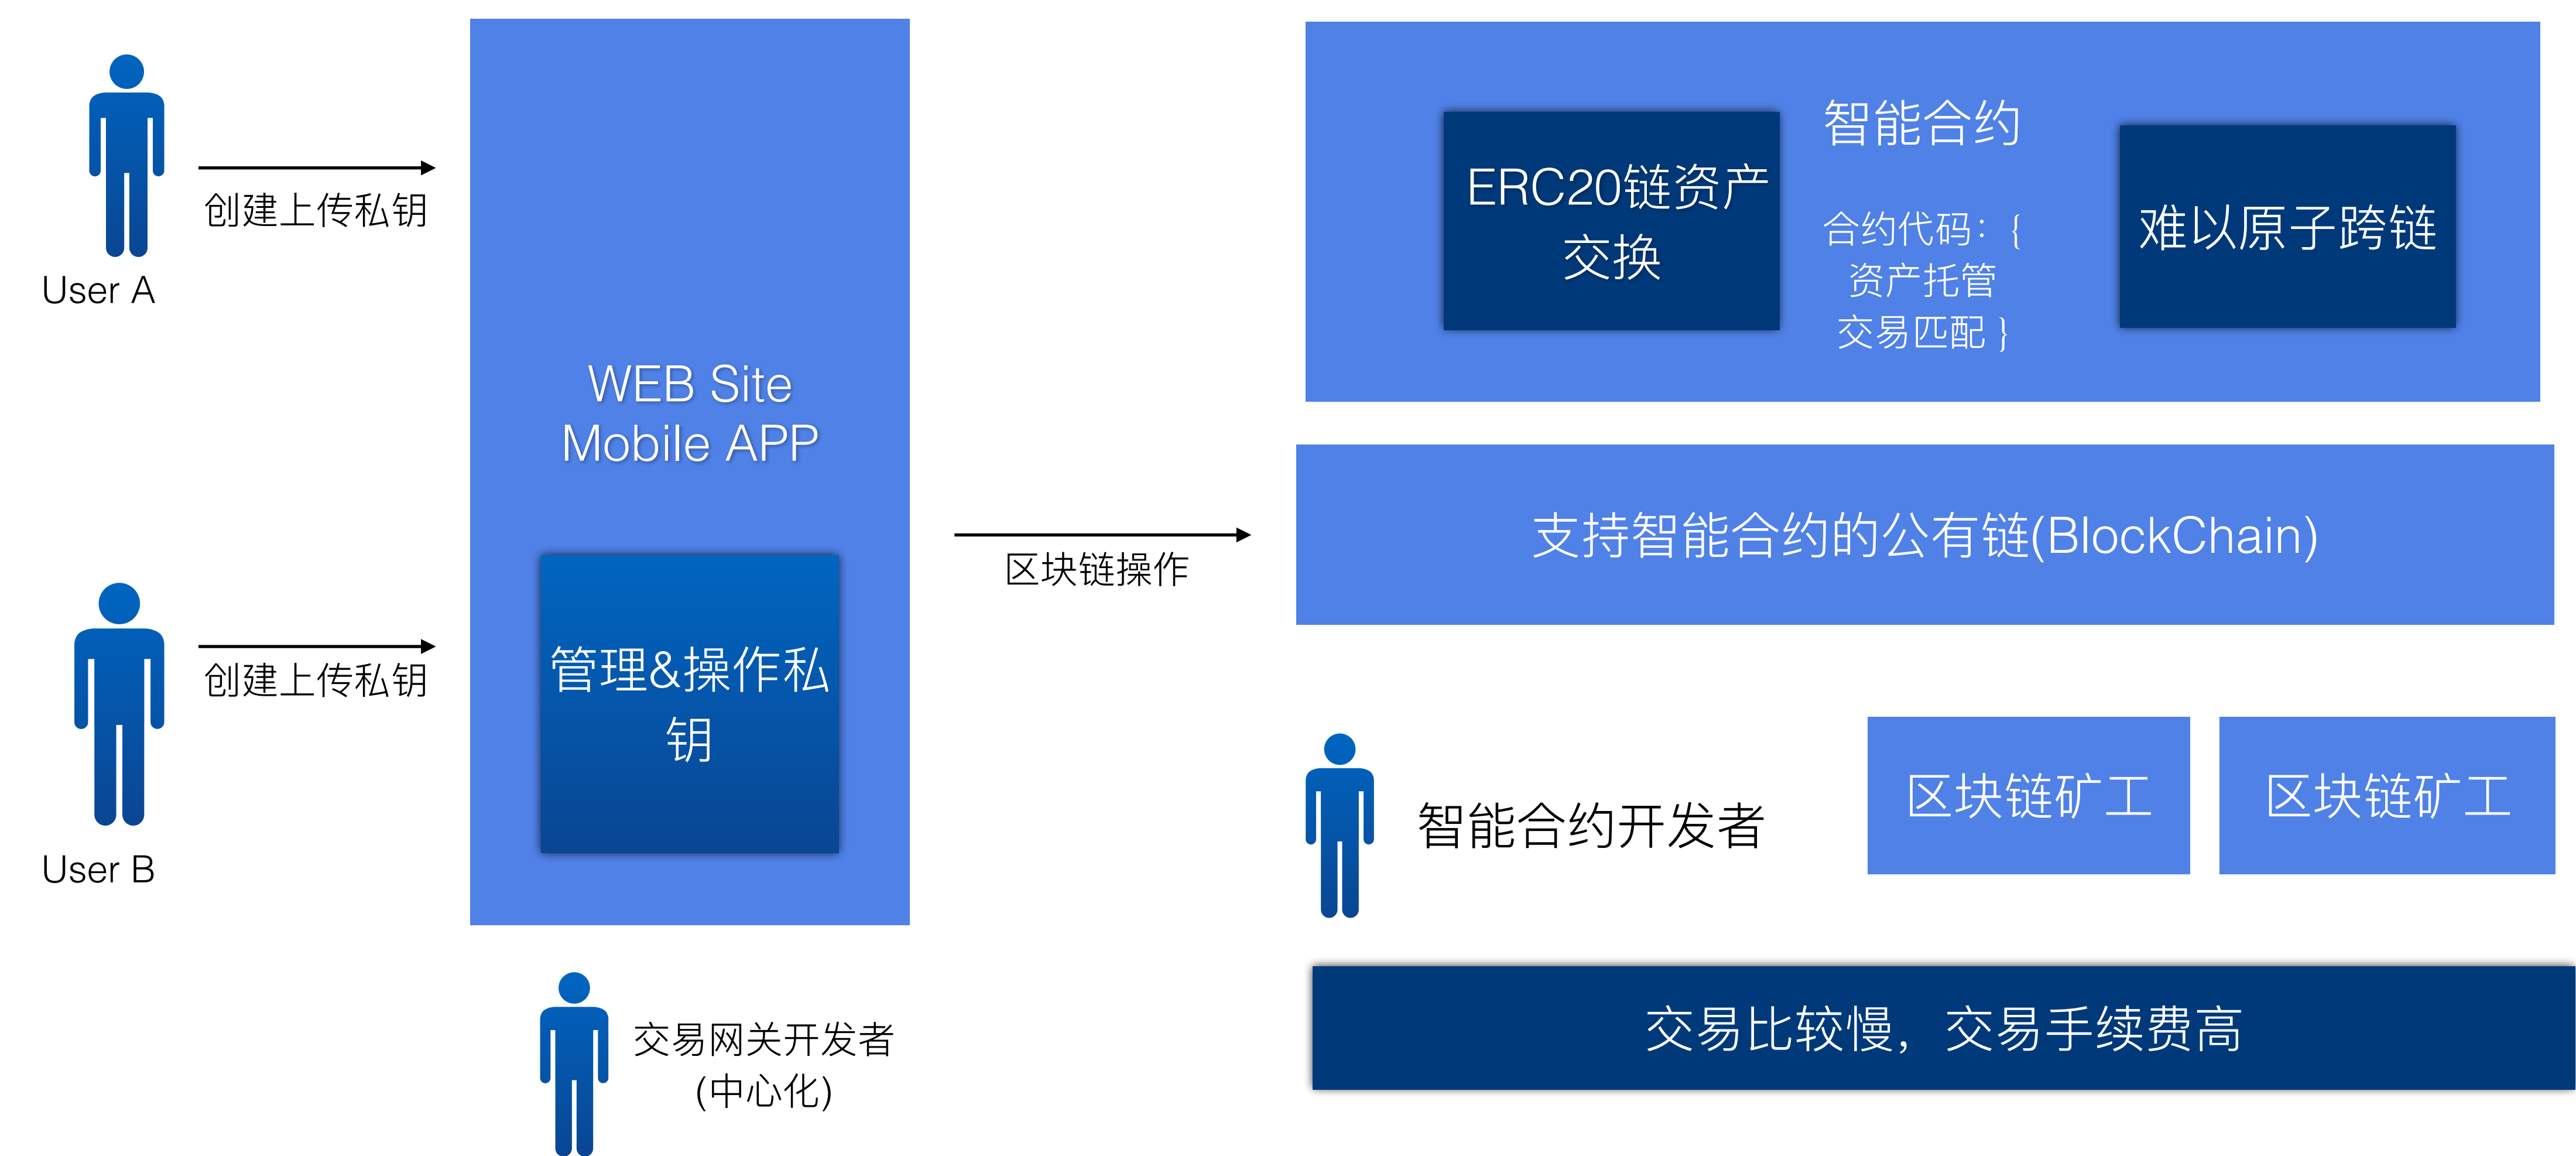 创建上传私钥
User A
创建上传私钥
User B
WEB Site
Mobile APP
管理&操作私
钥
交易网关开发者
(中心化)
区块链操作
ERC20链资产
交换
智能合约
合约代码：{
资产托管
交易匹配 }
难以原子跨链
支持智能合约的公有链(BlockChain)
智能合约开发者
区块链矿工
区块链矿工
交易比较慢，交易手续费高